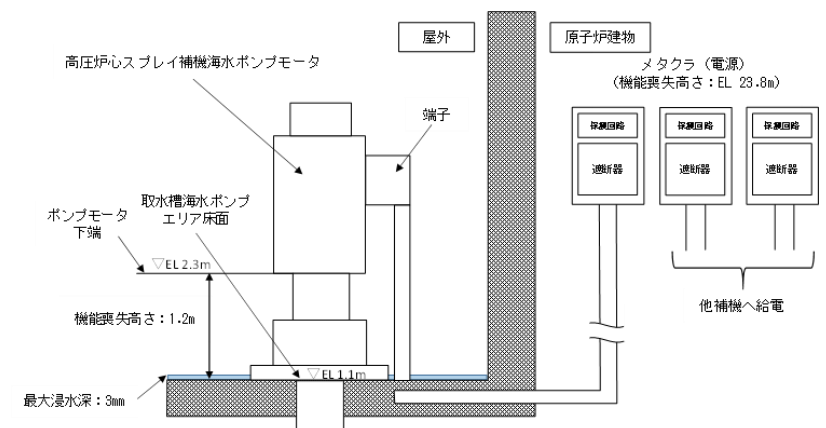 屋外
原子炉建物
高圧炉心スプレイ補機海水ポンプモータ
メタクラ（電源）
（機能喪失高さ：EL 23.8m）
端子
保護回路
保護回路
保護回路
遮断器
遮断器
遮断器
取水槽海水ポンプ
エリア床面
ポンプモータ
下端
▽EL 2.3m
機能喪失高さ：1.2m
他補機へ給電
▽EL 1.1m
最大浸水深：3mm